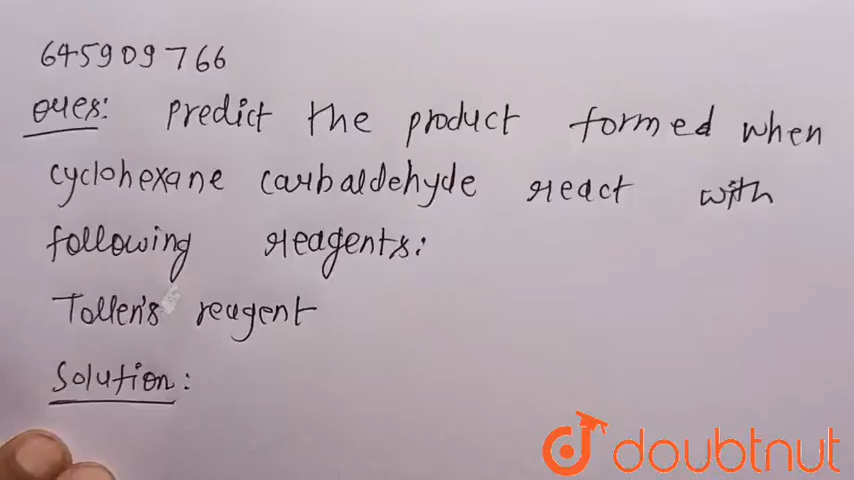 645909766
Ques: Predict the product formed when
cyclohexane carbaldehyde react with
following reagents:
Tollen's reagent
Solution:
doubtnut